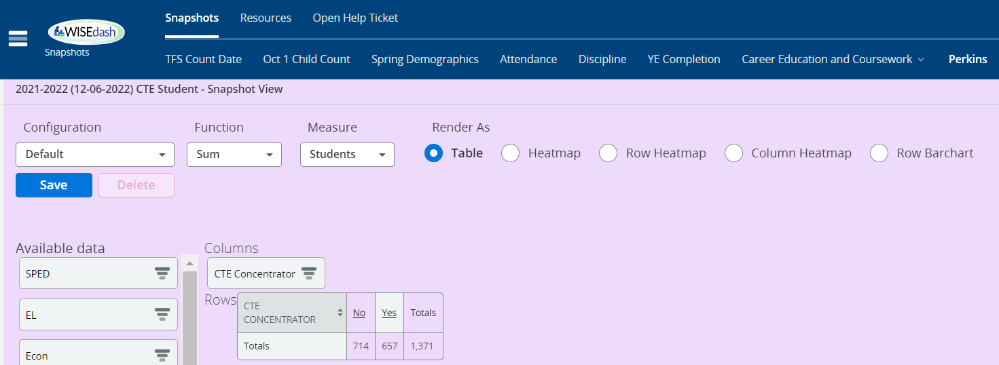 Snapshots Resources Open Help Ticket
WISEdash
Snapshots
TFS Count Date Oct 1 Child Count Spring Demographics Attendance Discipline YE Completion Career Education and Coursework Perkins
2021-2022 (12-06-2022) CTE Student - Snapshot View
Configuration Function Measure Render As
Default Sum Students Table Heatmap Row Heatmap Column Heatmap Row Barchart
Save Delete
Available data Columns
SPED CTE Concentrator
Rows
CTE
CONCENTRATOR No Yes Totals
EL
Totals 714 657 1,371
Econ